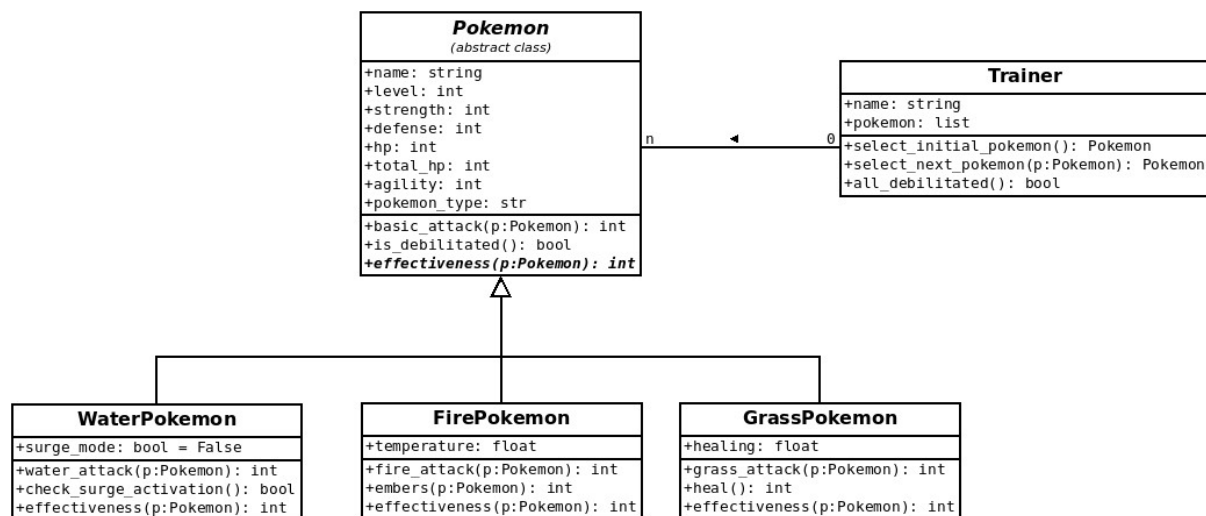 Pokemon
(abstract class)
+name: string
+level: int
+strength: int
+defense: int
+hp: int
+total_hp: int
+agility: int
+pokemon_type: str
+basic_attack(p:Pokemon): int
+is_debilitated(): bool
+effectiveness(p:Pokemon): int
n
0
Trainer
+name: string
+pokemon: list
+select_initial_pokemon(): Pokemon
+select_next_pokemon(p:Pokemon): Pokemon
+all_debilitated(): bool
WaterPokemon
+surge_mode: bool = False
+water_attack(p:Pokemon): int
+check_surge_activation(): bool
+effectiveness(p:Pokemon): int
FirePokemon
+temperature: float
+fire_attack(p:Pokemon): int
+embers(p:Pokemon): int
+effectiveness(p:Pokemon): int
GrassPokemon
+healing: float
+grass_attack(p:Pokemon): int
+heal(): int
+effectiveness(p:Pokemon): int